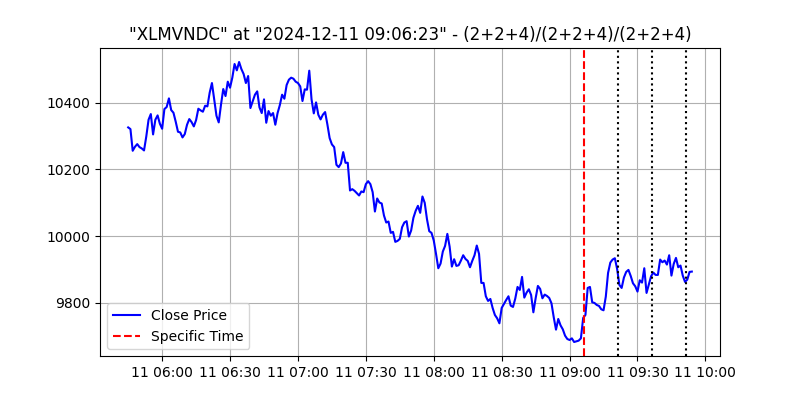 "XLMVNDC" at "2024-12-11 09:06:23" - (2+2+4)/(2+2+4)/(2+2+4)
10400
10200
10000
9800
Close Price
Specific Time
11 06:00 11 06:30 11 07:00 11 07:30 11 08:00 11 08:30 11 09:00 11 09:30 11 10:00